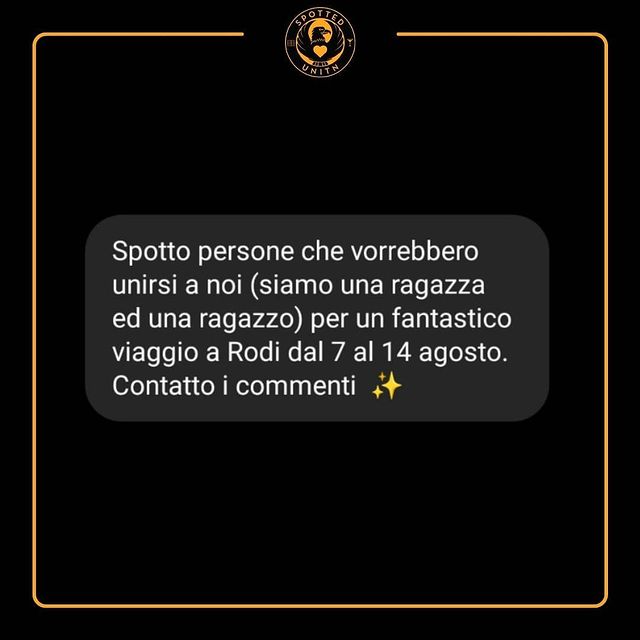 SPOTTED
UNITN
Spotto persone che vorrebbero
unirsi a noi (siamo una ragazza
ed una ragazzo) per un fantastico
viaggio a Rodi dal 7 al 14 agosto.
Contatto i commenti ✨